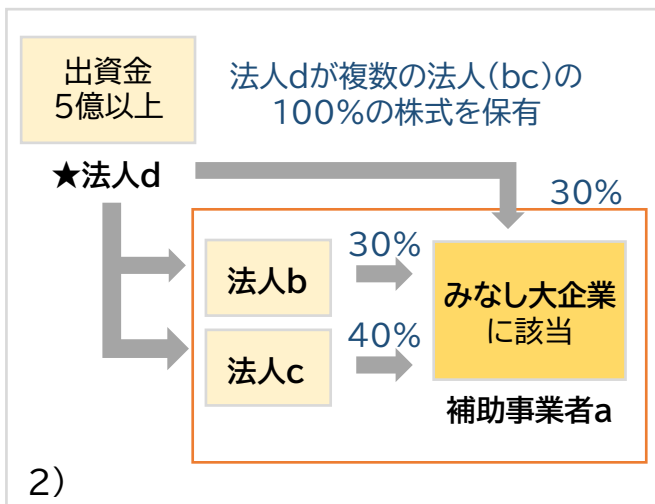 出資金
5億以上
法人dが複数の法人(bc)の
100%の株式を保有
★法人d
30%
法人b
30%
みなし大企業
に該当
法人c
40%
補助事業者a
2)